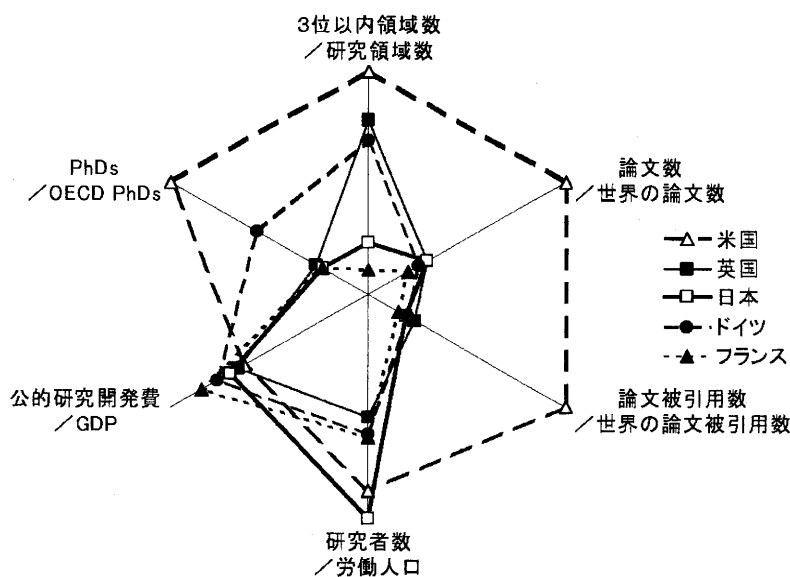 3位以内領域数
／研究領域数
PhDs
／OECD PhDs
論文数
／世界の論文数
米国
英国
日本
ドイツ
フランス
公的研究開発費
／GDP
論文被引用数
／世界の論文被引用数
研究者数
／労働人口